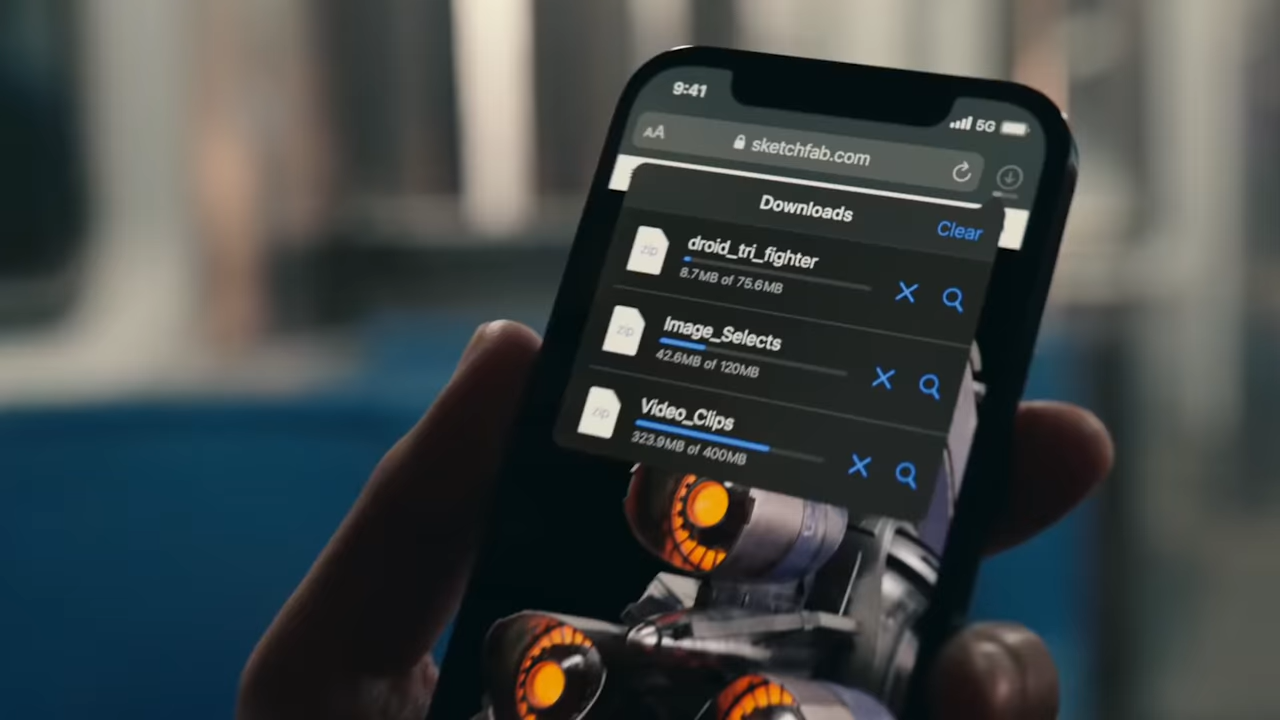 9:41
5G
AA
sketchfab.com
Downloads
Clear
zip
droid_tri_fighter
8.7MB of 75.6MB
zip
Image_Selects
42.6MB of 120MB
zip
Video_Clips
323.9MB of 400MB